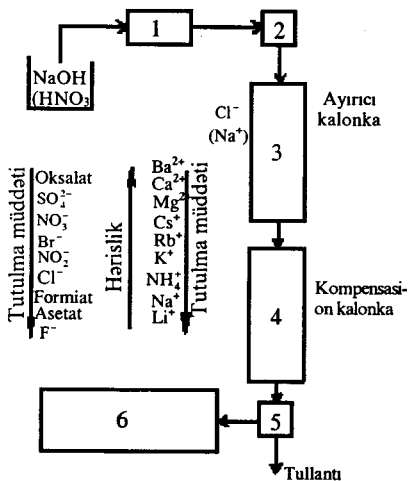 1
2
NaOH
(HNO3
Cl⁻
(Na⁺)
Ayırıcı
kalonka
3
Tutulma müddəti
Oksalat
SO₄²⁻
NO₃⁻
Br⁻
NO₂⁻
Cl⁻
Formiat
Asetat
F⁻
Hərislik
Ba²⁺
Ca²⁺
Mg²
Cs⁺
Rb⁺
K⁺
NH₄⁺
Na⁺
Li⁺
Tutulma müddəti
4
Kompensasi-
on kalonka
6
5
Tullantı